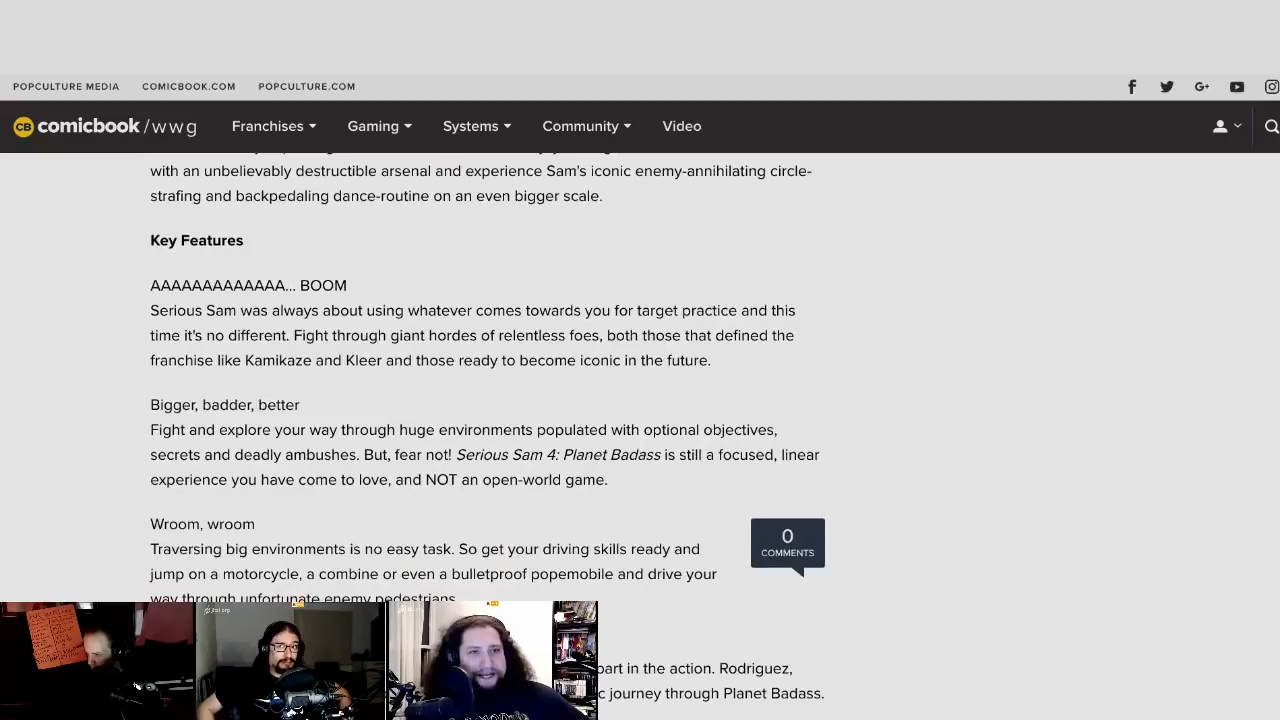 POPCULTURE MEDIA COMICBOOK.COM POPCULTURE.COM
CB comicbook/wwg Franchises Gaming Systems Community Video
with an unbelievably destructible arsenal and experience Sam's iconic enemy-annihilating circle-
strafing and backpedaling dance-routine on an even bigger scale.
Key Features
AAAAAAAAAAAAA... BOOM
Serious Sam was always about using whatever comes towards you for target practice and this
time it's no different. Fight through giant hordes of relentless foes, both those that defined the
franchise like Kamikaze and Kleer and those ready to become iconic in the future.
Bigger, badder, better
Fight and explore your way through huge environments populated with optional objectives,
secrets and deadly ambushes. But, fear not! Serious Sam 4: Planet Badass is still a focused, linear
experience you have come to love, and NOT an open-world game.
Wroom, wroom
Traversing big environments is no easy task. So get your driving skills ready and
jump on a motorcycle, a combine or even a bulletproof popemobile and drive your
way through unfortunate enemy pedestrians.
0
COMMENTS
part in the action. Rodriguez,
c journey through Planet Badass.